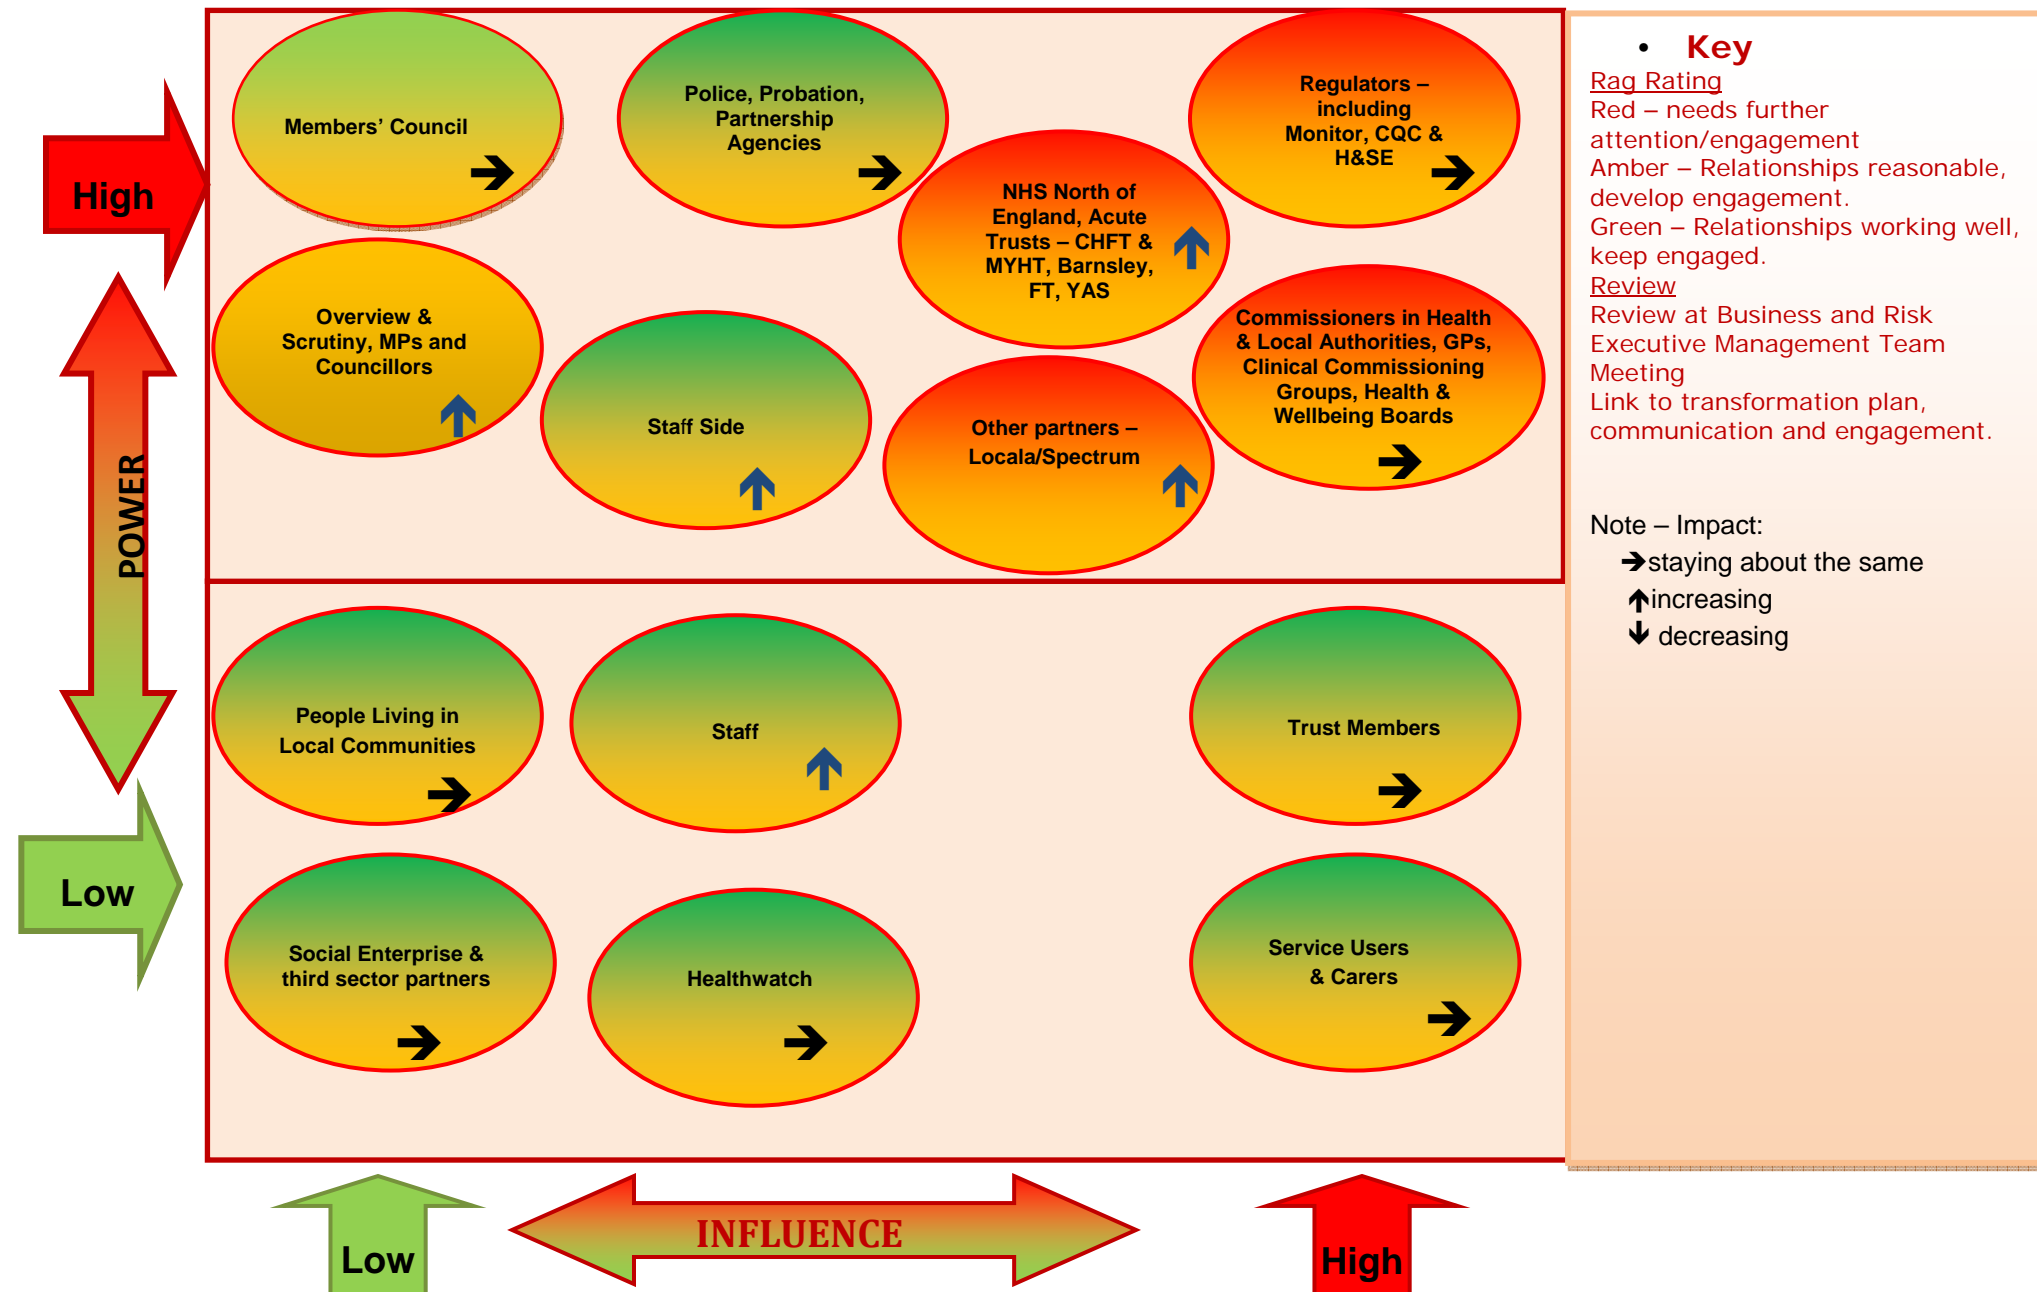 High
POWER
Low
Members’ Council
Police, Probation,
Partnership
Agencies
Regulators –
including
Monitor, CQC &
H&SE
NHS North of
England, Acute
Trusts – CHFT &
MYHT, Barnsley,
FT, YAS
Overview &
Scrutiny, MPs and
Councillors
Staff Side
Other partners –
Locala/Spectrum
Commissioners in Health
& Local Authorities, GPs,
Clinical Commissioning
Groups, Health &
Wellbeing Boards
People Living in
Local Communities
Staff
Trust Members
Social Enterprise &
third sector partners
Healthwatch
Service Users
& Carers
Low
INFLUENCE
High
• Key
Rag Rating
Red – needs further
attention/engagement
Amber – Relationships reasonable,
develop engagement.
Green – Relationships working well,
keep engaged.
Review
Review at Business and Risk
Executive Management Team
Meeting
Link to transformation plan,
communication and engagement.
Note – Impact:
➔staying about the same
↑increasing
↓ decreasing